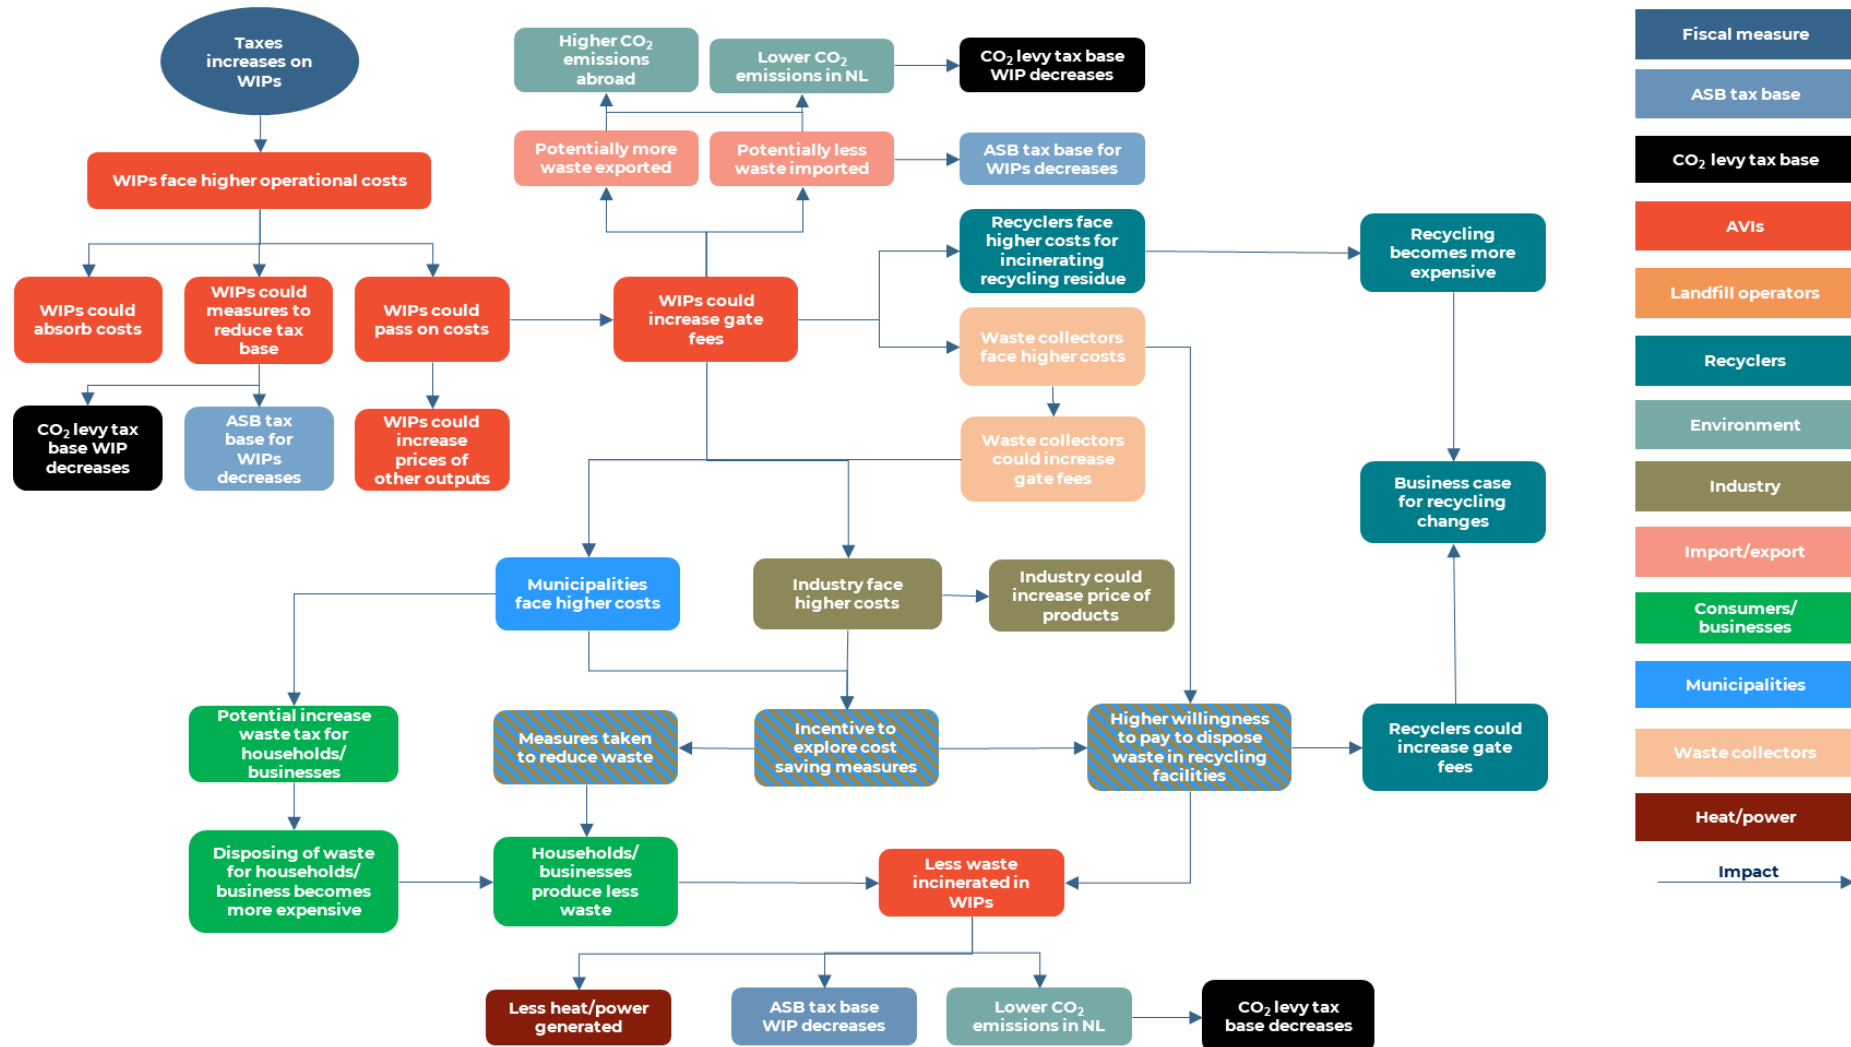 Taxes
increases on
WIPs
Higher CO₂
emissions
abroad
Lower CO₂
emissions in NL
CO₂ levy tax base
WIP decreases
WIPs face higher operational costs
Potentially more
waste exported
Potentially less
waste imported
ASB tax base for
WIPs decreases
WIPs could
absorb costs
WIPs could
measures to
reduce tax
base
WIPs could
pass on costs
WIPs could
increase gate
fees
Recyclers face
higher costs for
incinerating
recycling residue
Recycling
becomes more
expensive
Waste collectors
face higher costs
CO₂ levy tax
base WIP
decreases
ASB tax
base for
WIPs
decreases
WIPs could
increase
prices of
other outputs
Waste collectors
could increase
gate fees
Business case
for recycling
changes
Municipalities
face higher costs
Industry face
higher costs
Industry could
increase price of
products
Potential increase
waste tax for
households/
businesses
Measures taken
to reduce waste
Incentive to
explore cost
saving measures
Higher willingness
to pay to dispose
waste in recycling
facilities
Recyclers could
increase gate
fees
Disposing of waste
for households/
business becomes
more expensive
Households/
businesses
produce less
waste
Less waste
incinerated in
WIPs
Less heat/power
generated
ASB tax base
WIP decreases
Lower CO₂
emissions in NL
CO₂ levy tax
base decreases
Fiscal measure
ASB tax base
CO₂ levy tax base
AVIs
Landfill operators
Recyclers
Environment
Industry
Import/export
Consumers/
businesses
Municipalities
Waste collectors
Heat/power
Impact